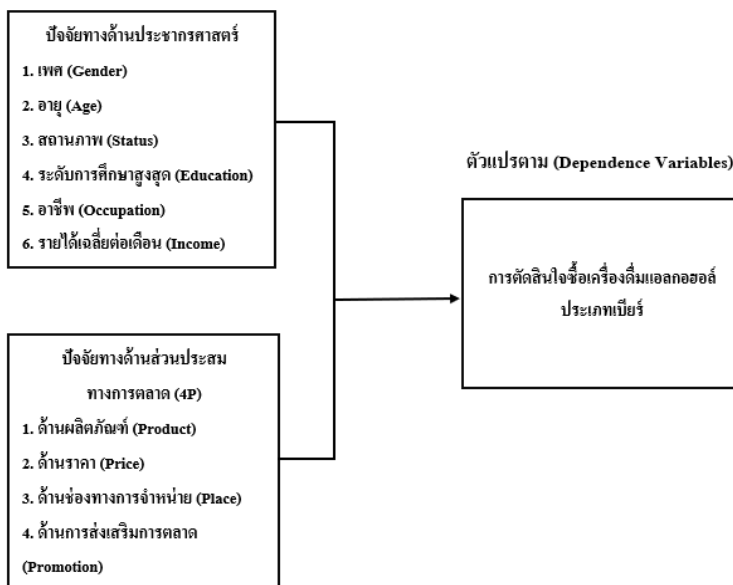 ปัจจัยทางด้านประชากรศาสตร์
1. เพศ (Gender)
2. อายุ (Age)
3. สถานภาพ (Status)
4. ระดับการศึกษาสูงสุด (Education)
5. อาชีพ (Occupation)
6. รายได้เฉลี่ยต่อเดือน (Income)
ปัจจัยทางด้านส่วนประสม
ทางการตลาด (4P)
1. ด้านผลิตภัณฑ์ (Product)
2. ด้านราคา (Price)
3. ด้านช่องทางการจำหน่าย (Place)
4. ด้านการส่งเสริมการตลาด
(Promotion)
ตัวแปรตาม (Dependence Variables)
การตัดสินใจซื้อเครื่องดื่มแอลกอฮอล์
ประเภทเบียร์